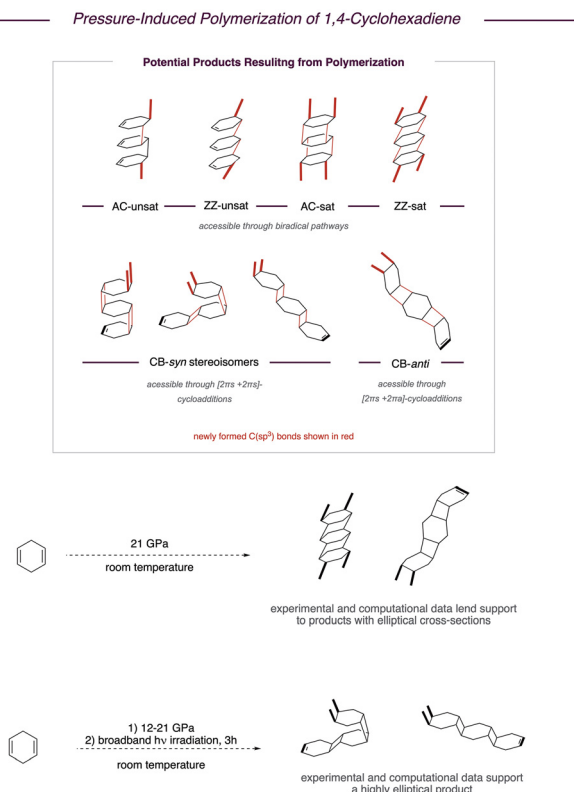 Pressure-Induced Polymerization of 1,4-Cyclohexadiene
Potential Products Resulitng from Polymerization
AC-unsat
ZZ-unsat
AC-sat
ZZ-sat
accessible through biradical pathways
CB-syn stereoisomers
CB-anti
acessible through [2πs +2πs]-
cycloadditions
acessible through
[2πs +2πa]-cycloadditions
newly formed C(sp³) bonds shown in red
21 GPa
room temperature
experimental and computational data lend support
to products with elliptical cross-sections
1) 12-21 GPa
2) broadband hν irradiation, 3h
room temperature
experimental and computational data support
a highly elliptical product